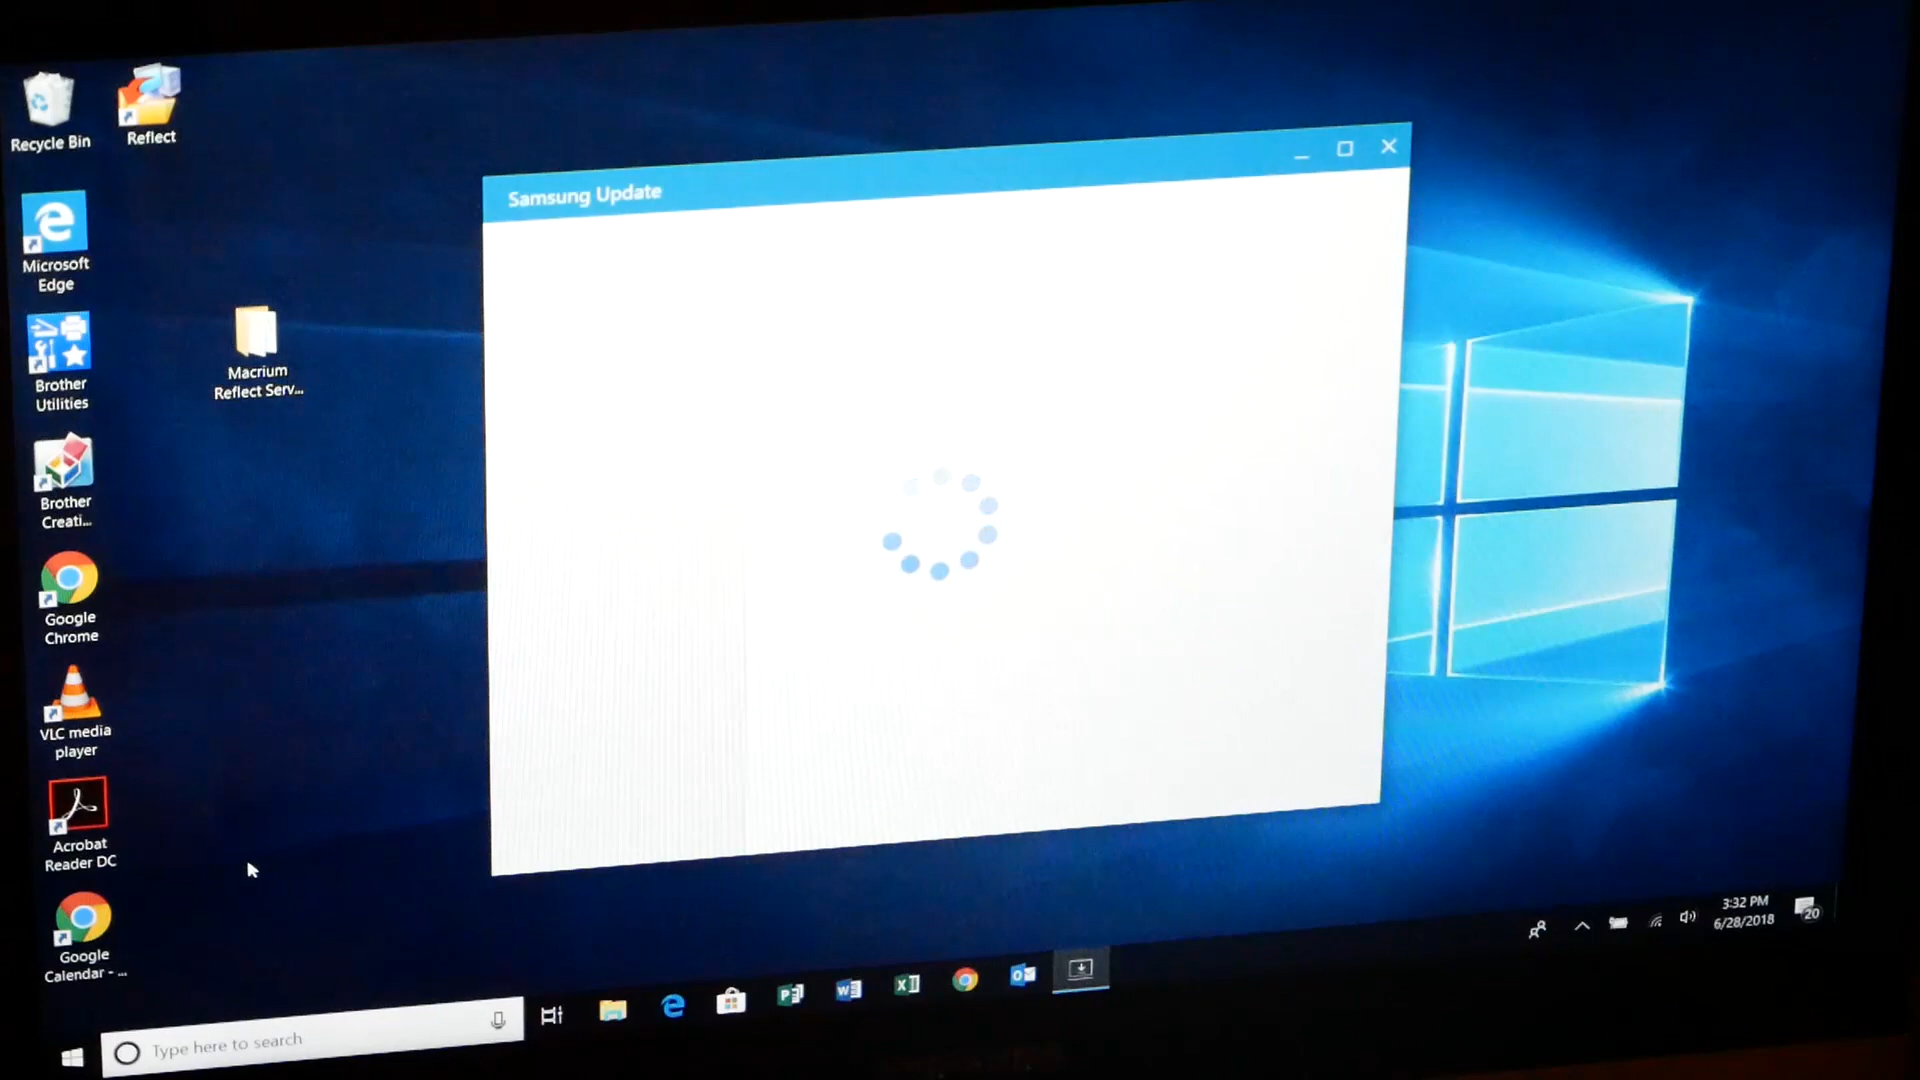 Recycle Bin
Reflect
Microsoft
Edge
Brother
Utilities
Macrium
Reflect Serv...
Brother
Creati...
Google
Chrome
VLC media
player
Acrobat
Reader DC
Google
Calendar - ...
Samsung Update
Type here to search
3:32 PM
6/28/2018
20